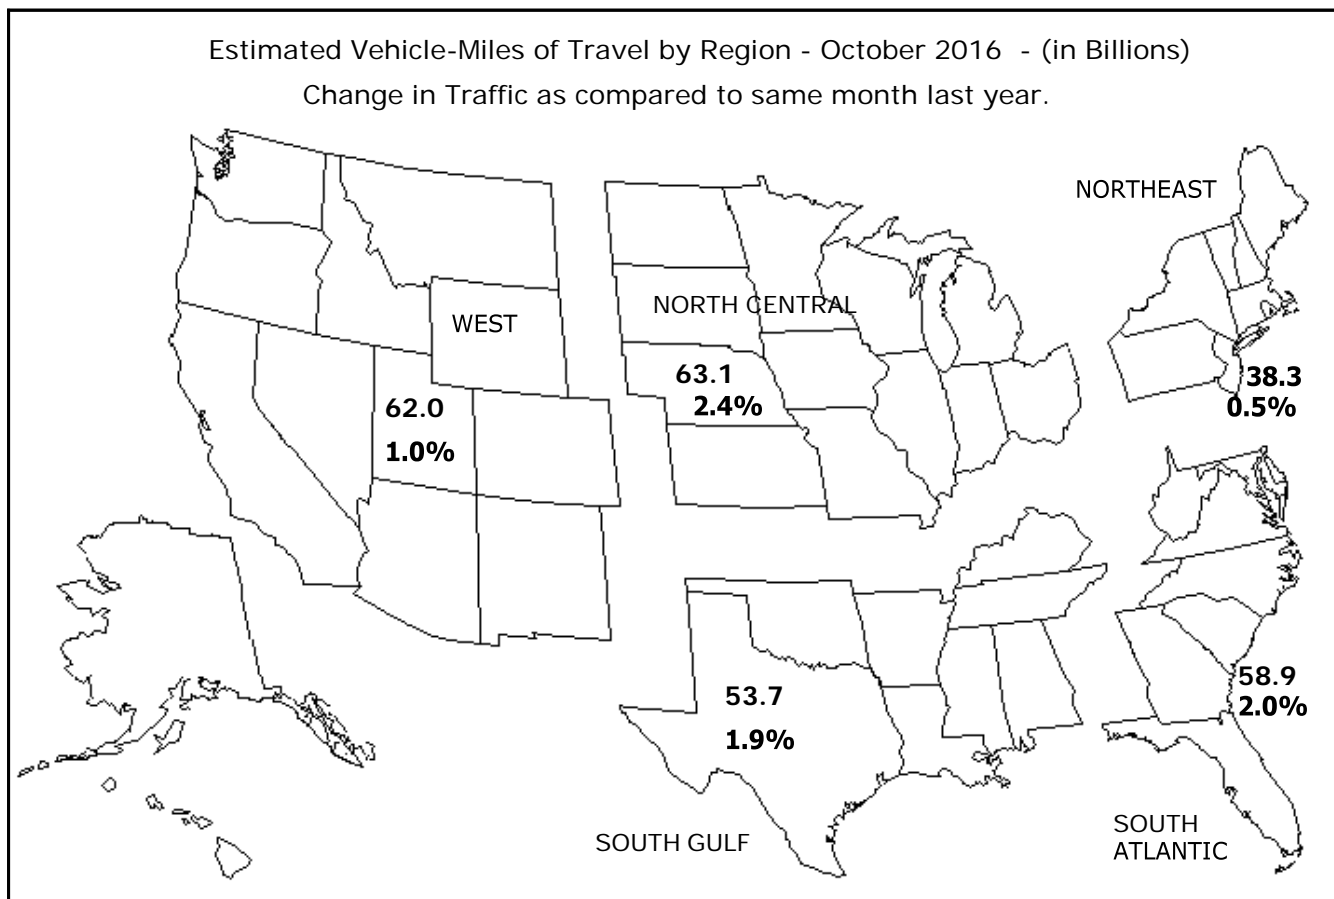 Estimated Vehicle-Miles of Travel by Region - October 2016 - (in Billions)
Change in Traffic as compared to same month last year.
NORTHEAST
38.3
0.5%
NORTH CENTRAL
63.1
2.4%
WEST
62.0
1.0%
53.7
1.9%
SOUTH GULF
58.9
2.0%
SOUTH
ATLANTIC